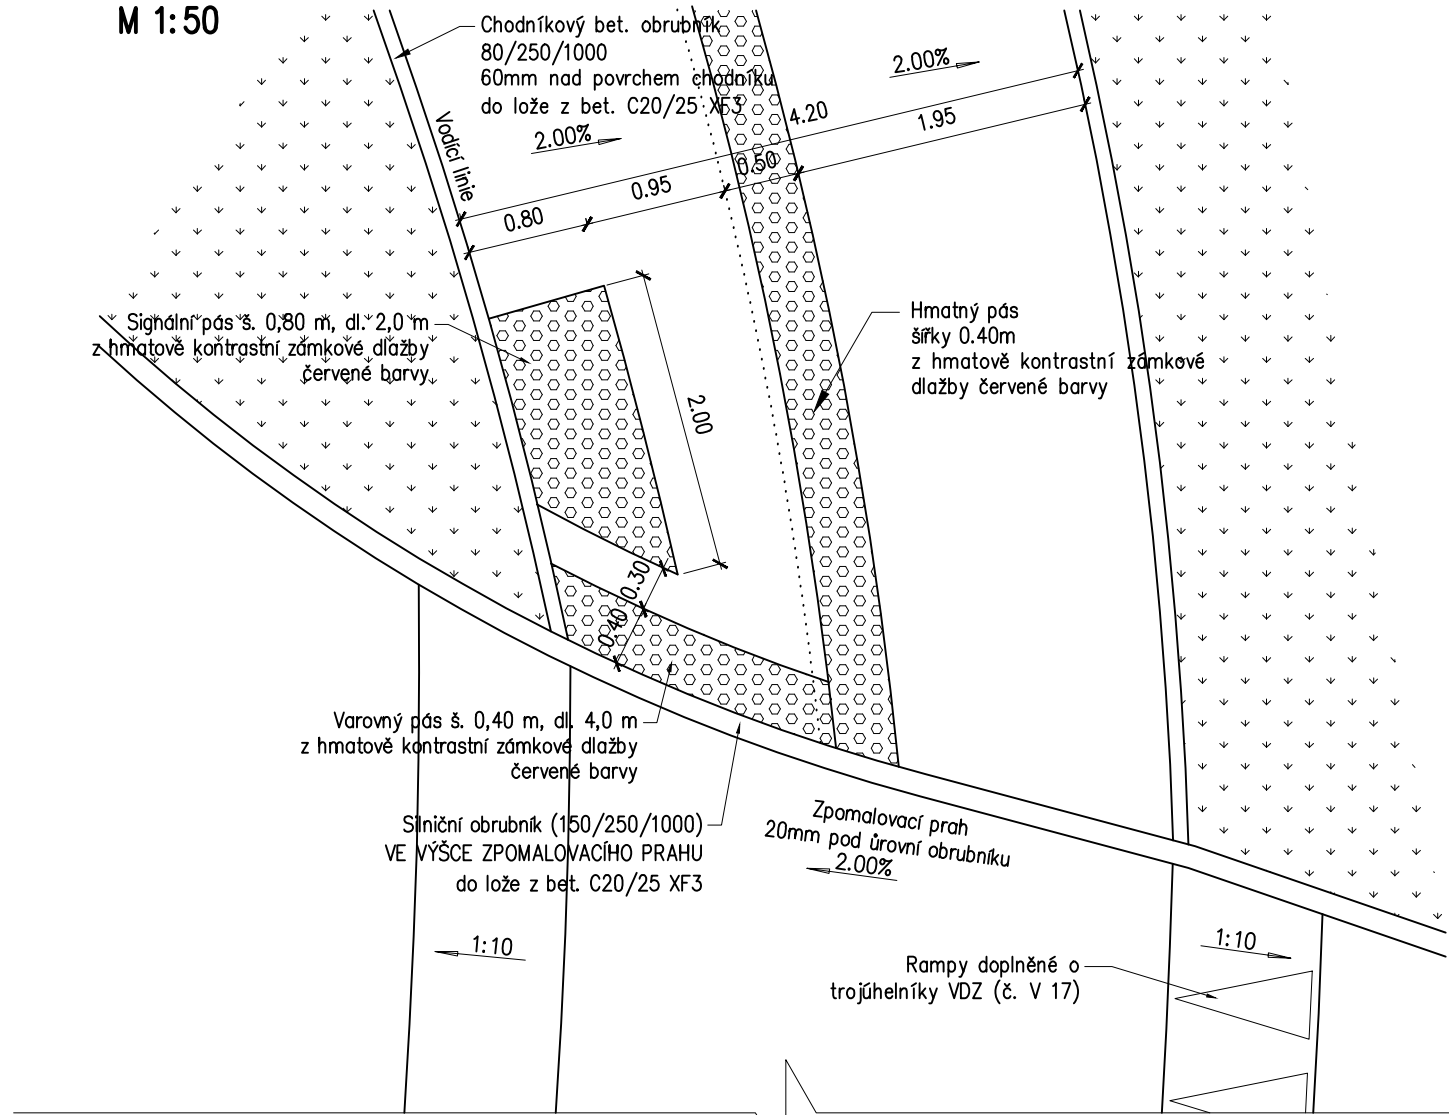 M 1:50
Chodníkový bet. obrubník
80/250/1000
60mm nad povrchem chodníku
do lože z bet. C20/25 XF3
Vodící linie
2.00%
2.00%
4.20
1.95
0.50
0.95
0.80
Signální pás š. 0,80 m, dl. 2,0 m
z hmatově kontrastní zámkové dlažby
červené barvy
Hmatný pás
šířky 0.40m
z hmatově kontrastní zámkové
dlažby červené barvy
2.00
0.30
0.40
Varovný pás š. 0,40 m, dl. 4,0 m
z hmatově kontrastní zámkové dlažby
červené barvy
Silniční obrubník (150/250/1000)
VE VÝŠCE ZPOMALOVACÍHO PRAHU
do lože z bet. C20/25 XF3
Zpomalovací prah
20mm pod ůrovní obrubníku
2.00%
1:10
1:10
Rampy doplněné o
trojúhelníky VDZ (č. V 17)